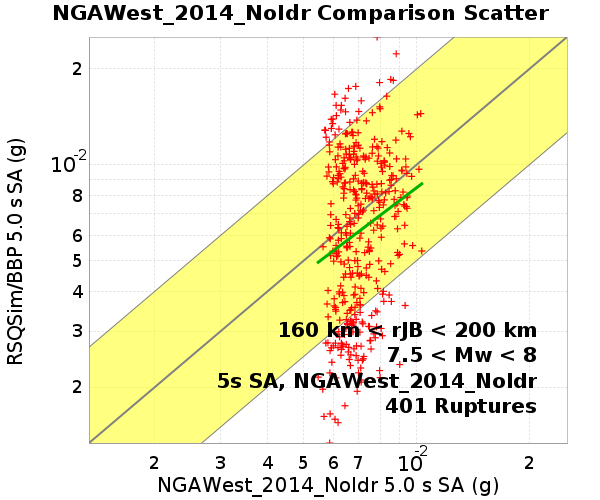 NGAWest_2014_NoIdr Comparison Scatter
2
10-2
8
6
5
4
3
2
RSQSim/BBP 5.0 s SA (g)
160 km < rJB < 200 km
7.5 < Mw < 8
5s SA, NGAWest_2014_NoIdr
401 Ruptures
2 3 4 5 6 7 10-2 2
NGAWest_2014_NoIdr 5.0 s SA (g)